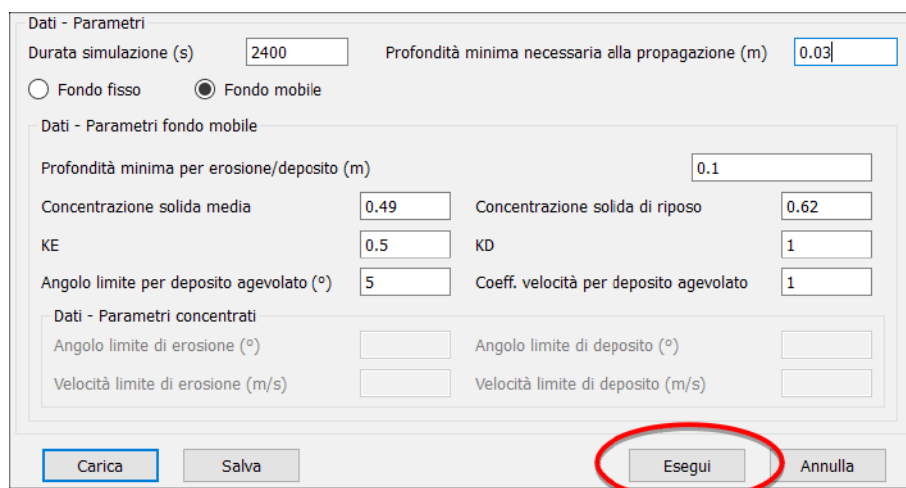 Dati - Parametri
Durata simulazione (s) 2400 Profondità minima necessaria alla propagazione (m) 0.03
Fondo fisso Fondo mobile
Dati - Parametri fondo mobile
Profondità minima per erosione/deposito (m) 0.1
Concentrazione solida media 0.49 Concentrazione solida di riposo 0.62
KE 0.5 KD 1
Angolo limite per deposito agevolato (°) 5 Coeff. velocità per deposito agevolato 1
Dati - Parametri concentrati
Angolo limite di erosione (°) Angolo limite di deposito (°)
Velocità limite di erosione (m/s) Velocità limite di deposito (m/s)
Carica Salva Esegui Annulla